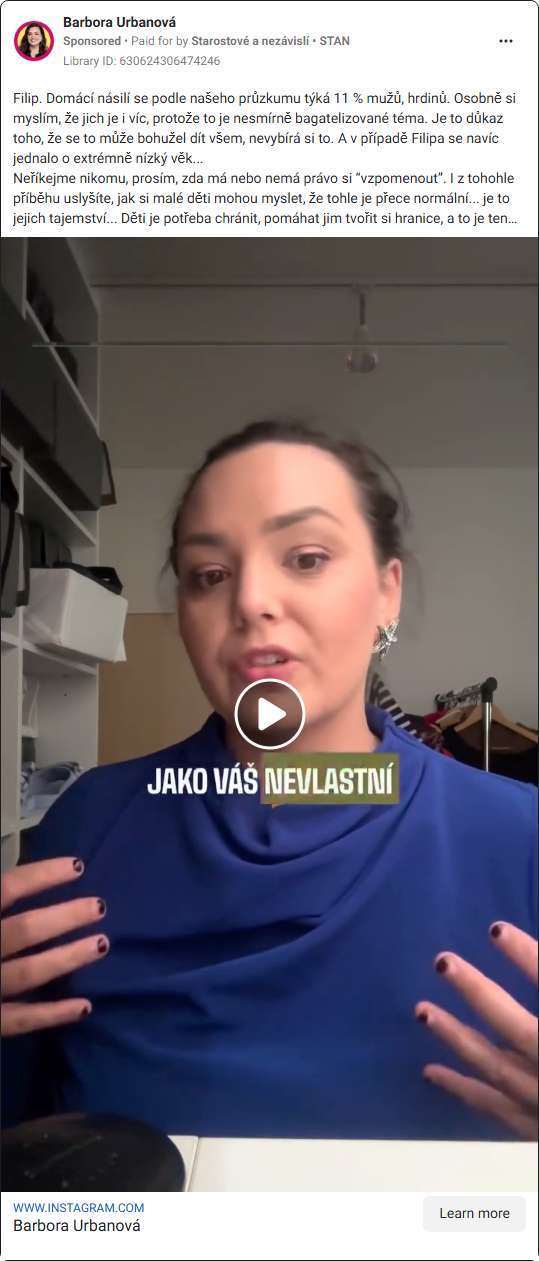 Barbora Urbanová
Sponsored • Paid for by Starostové a nezávislí • STAN
Library ID: 630624306474246
Filip. Domácí násilí se podle našeho průzkumu týká 11 % mužů, hrdinů. Osobně si
myslím, že jich je i víc, protože to je nesmírně bagatelizované téma. Je to důkaz
toho, že se to může bohužel dít všem, nevybírá si to. A v případě Filipa se navíc
jednalo o extrémně nízký věk...
Neříkejme nikomu, prosím, zda má nebo nemá právo si “vzpomenout”. I z tohohle
příběhu uslyšíte, jak si malé děti mohou myslet, že tohle je přece normální... je to
jejich tajemství... Děti je potřeba chránit, pomáhat jim tvořit si hranice, a to je ten...
JAKO VÁŠ NEVLASTNÍ
WWW.INSTAGRAM.COM
Barbora Urbanová
Learn more